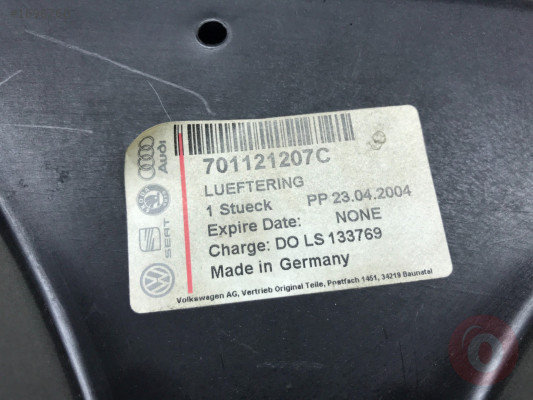 701121207C
LUEFTERING
1 Stueck PP 23.04.2004
Expire Date: NONE
Charge: DO LS 133769
Made in Germany
Volkswagen AG, Vertrieb Original Teile, Postfach 1451, 34219 Baunatal
Audi
SEAT